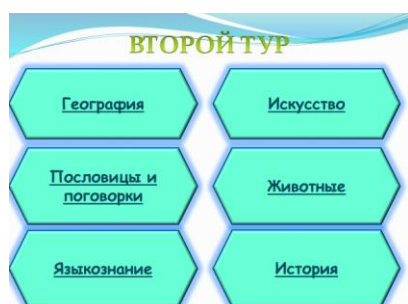 ВТОРОЙ ТУР
География
Искусство
Пословицы и
поговорки
Животные
Языкознание
История